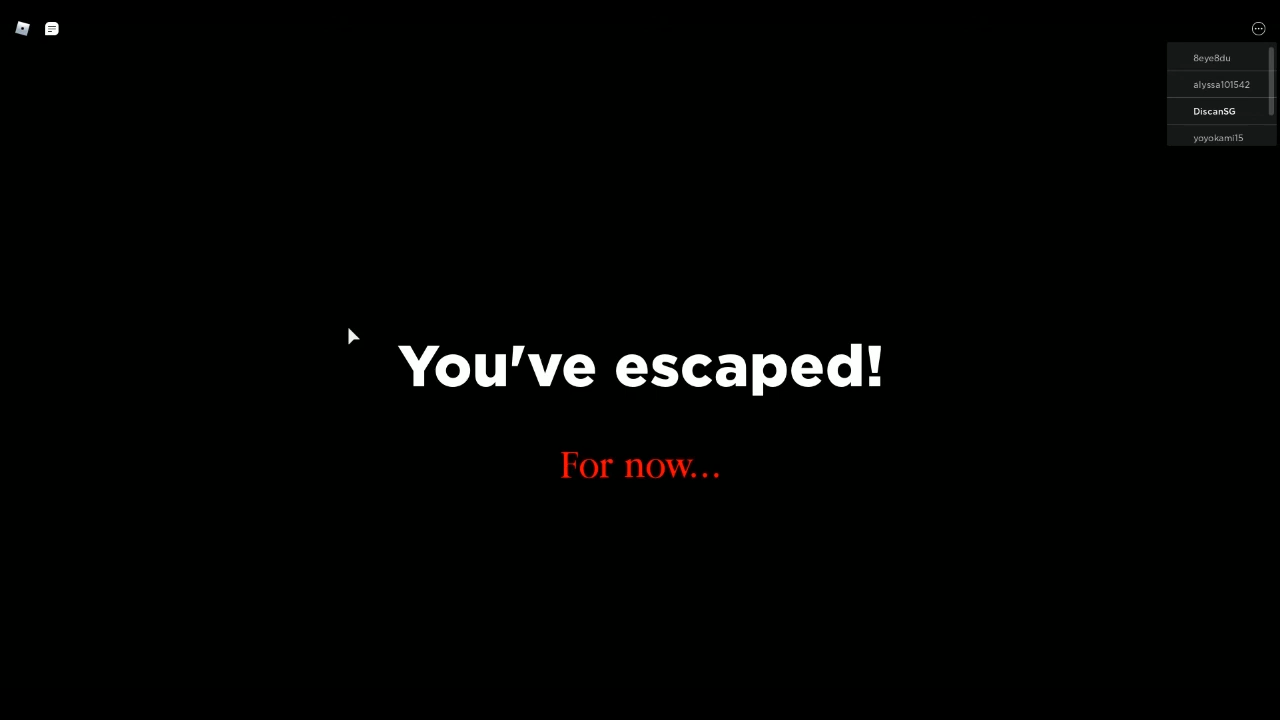 8eye8du
alyssa101542
DiscanSG
yoyokami15
You've escaped!
For now...